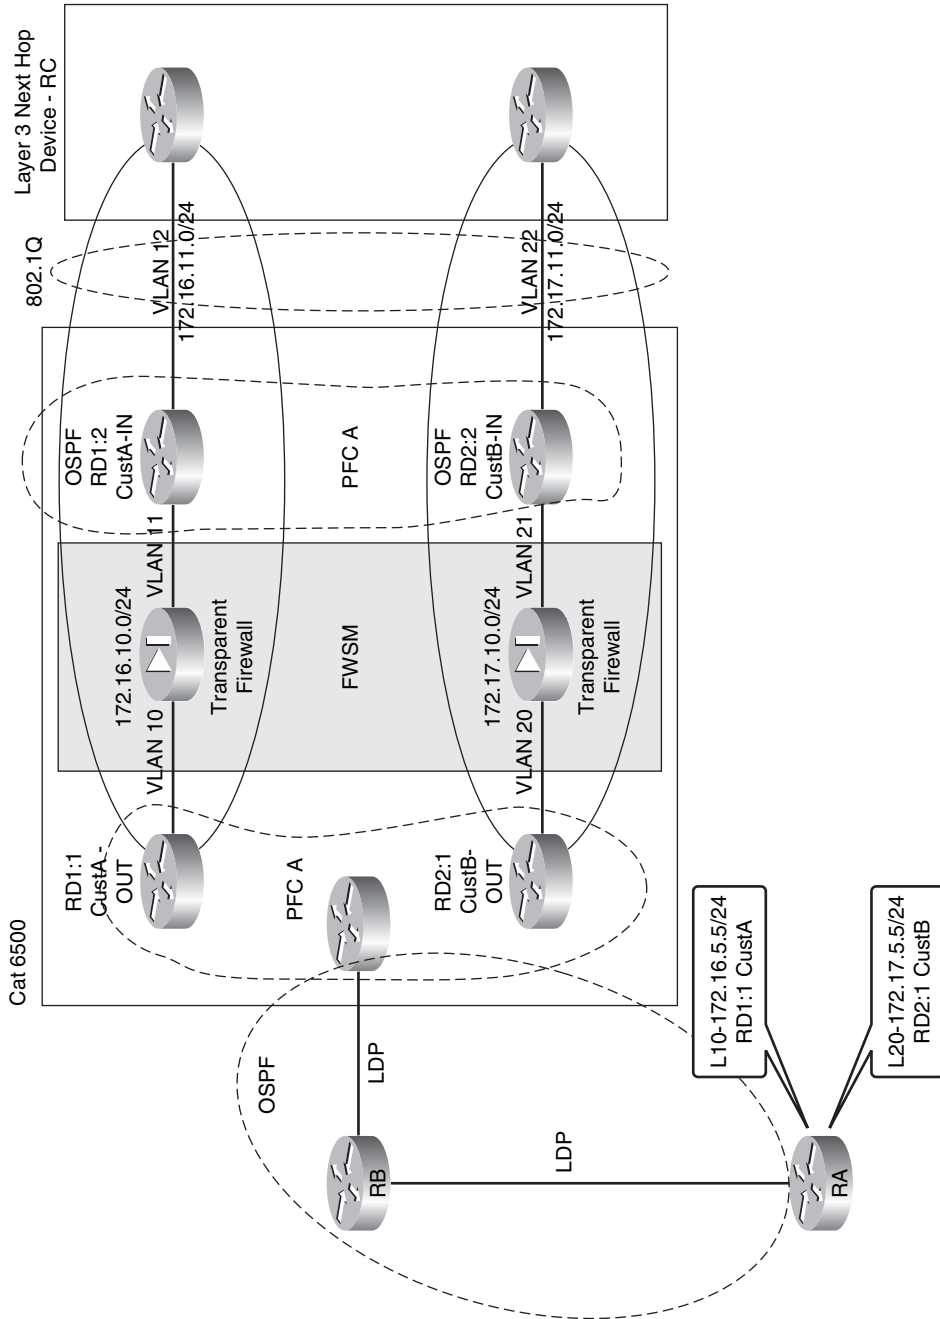 Cat 6500
802.1Q
Layer 3 Next Hop
Device - RC
RD1:1
CustA -
OUT
VLAN 10
172.16.10.0/24
Transparent
Firewall
VLAN 11
OSPF
RD1:2
CustA-IN
VLAN 12
172.16.11.0/24
OSPF
RB
LDP
PFC A
FWSM
PFC A
RD2:1
CustB-
OUT
VLAN 20
172.17.10.0/24
Transparent
Firewall
VLAN 21
OSPF
RD2:2
CustB-IN
VLAN 22
172.17.11.0/24
LDP
RA
L10-172.16.5.5/24
RD1:1 CustA
L20-172.17.5.5/24
RD2:1 CustB